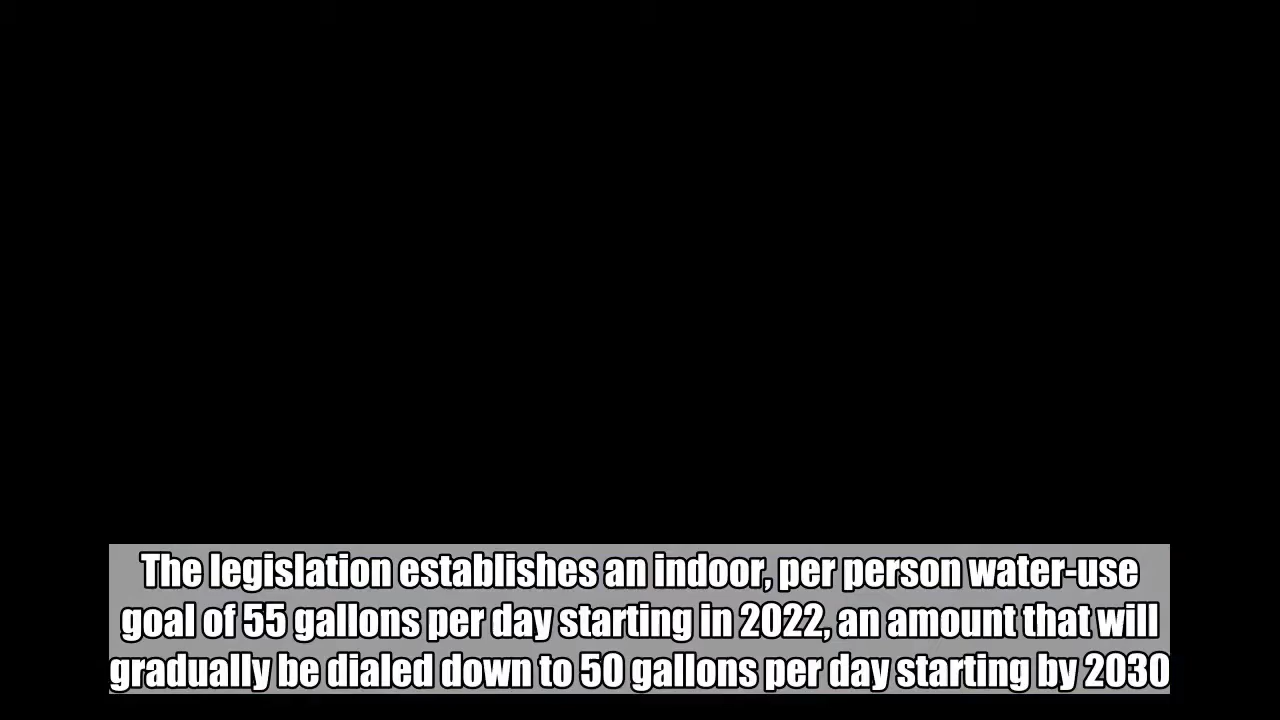 The legislation establishes an indoor, per person water-use
goal of 55 gallons per day starting in 2022, an amount that will
gradually be dialed down to 50 gallons per day starting by 2030